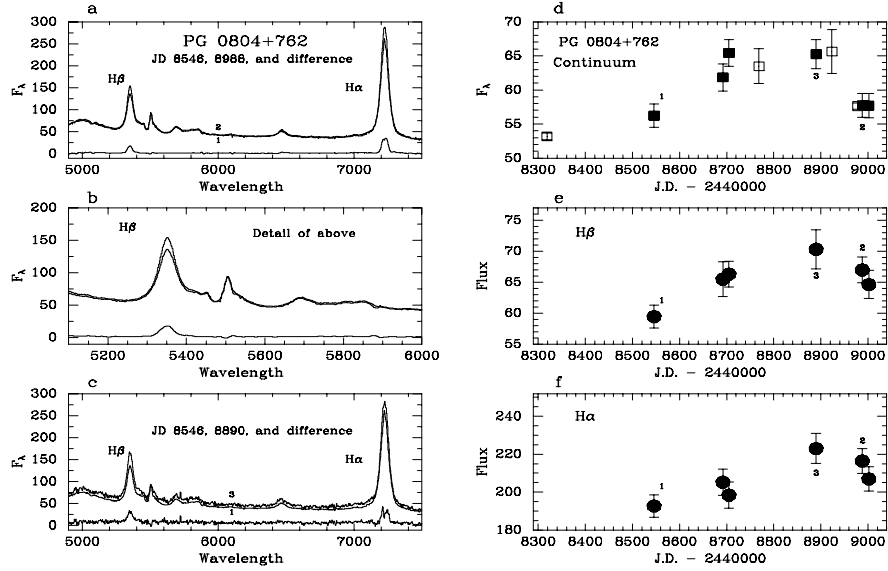 a
PG 0804+762
JD 8546, 8988, and difference
Hβ
Hα
2
1
300
250
200
150
100
50
0
Fλ
5000 6000 7000
Wavelength
b
Hβ
Detail of above
200
150
100
50
0
Fλ
5200 5400 5600 5800 6000
Wavelength
c
JD 8546, 8890, and difference
Hβ
Hα
3
1
300
250
200
150
100
50
0
Fλ
5000 6000 7000
Wavelength
d
PG 0804+762
Continuum
1
3
2
70
65
60
55
50
Fλ
8300 8400 8500 8600 8700 8800 8900 9000
J.D. − 2440000
e
Hβ
1
2
3
75
70
65
60
55
Flux
8300 8400 8500 8600 8700 8800 8900 9000
J.D. − 2440000
f
Hα
1
2
3
240
220
200
180
Flux
8300 8400 8500 8600 8700 8800 8900 9000
J.D. − 2440000